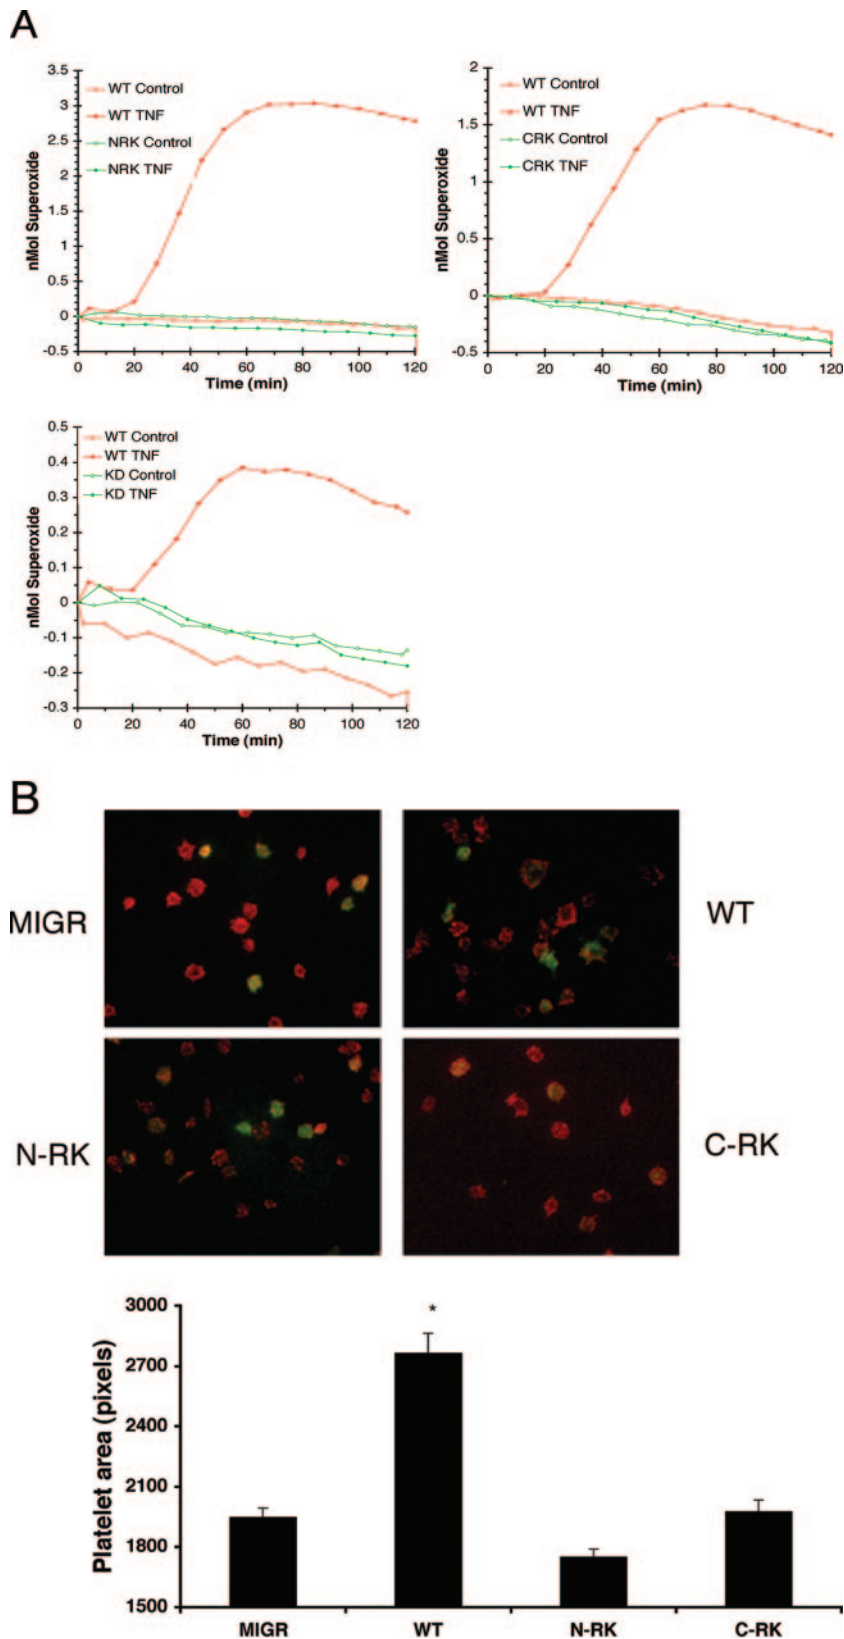 A
3.5
3
2.5
2
1.5
1
0.5
0
-0.5
nMol Superoxide
WT Control
WT TNF
NRK Control
NRK TNF
0 20 40 60 80 100 120
Time (min)
2
1.5
1
0.5
0
-0.5
nMol Superoxide
WT Control
WT TNF
CRK Control
CRK TNF
0 20 40 60 80 100 120
Time (min)
0.5
0.4
0.3
0.2
0.1
0
-0.1
-0.2
-0.3
nMol Superoxide
WT Control
WT TNF
KD Control
KD TNF
0 20 40 60 80 100 120
Time (min)
B
MIGR
WT
N-RK
C-RK
3000
2700
2400
2100
1800
1500
Platelet area (pixels)
*
MIGR WT N-RK C-RK